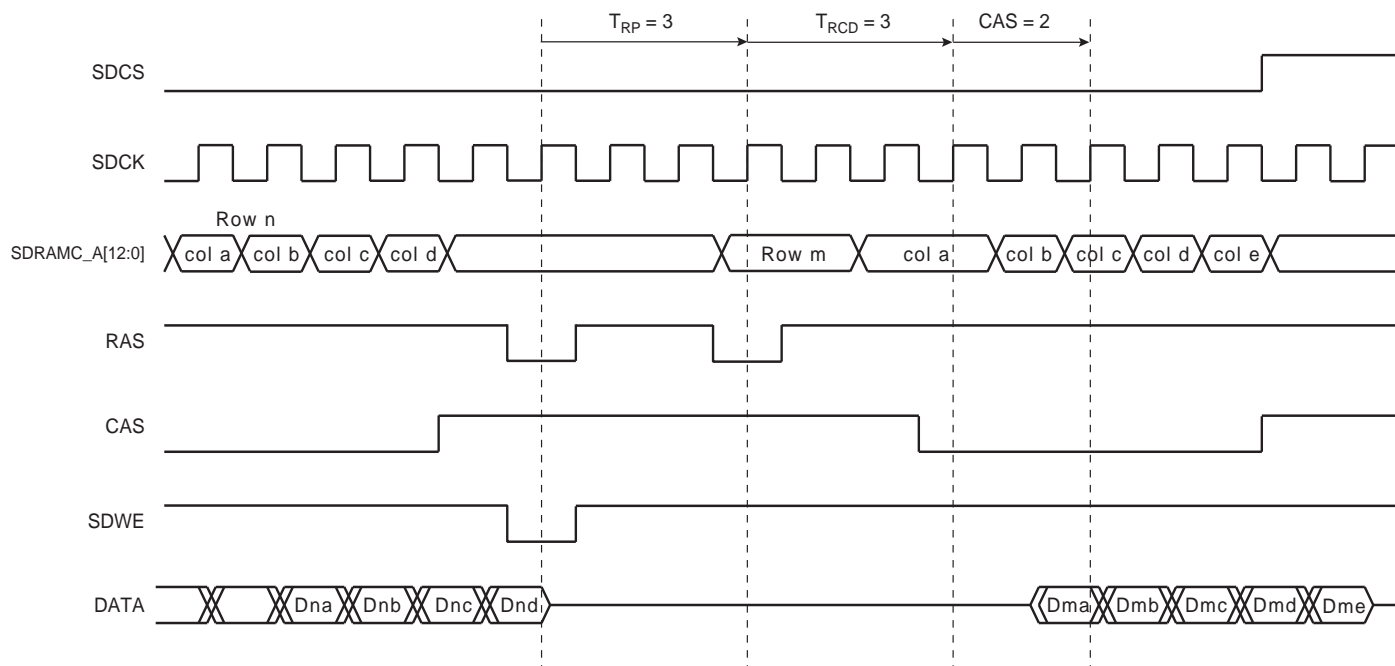 T_RP = 3 T_RCD = 3 CAS = 2
SDCS
SDCK
Row n
SDRAMC_A[12:0] col a col b col c col d Row m col a col b col c col d col e
RAS
CAS
SDWE
DATA Dna Dnb Dnc Dnd Dma Dmb Dmc Dmd Dme